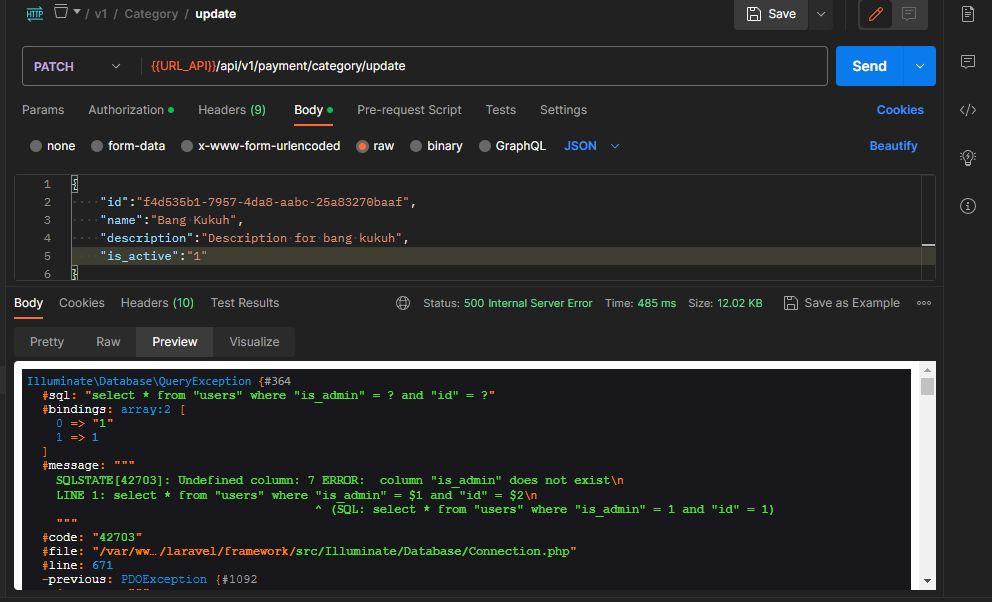 HTTP / v1 / Category / update Save
PATCH {{URL_API}}/api/v1/payment/category/update Send
Params Authorization Headers (9) Body Pre-request Script Tests Settings Cookies
none form-data x-www-form-urlencoded raw binary GraphQL JSON Beautify
1 {
2 "id":"f4d535b1-7957-4da8-aabc-25a83270baaf",
3 "name":"Bang Kukuh",
4 "description":"Description for bang kukuh",
5 "is_active":"1"
6 }
Body Cookies Headers (10) Test Results Status: 500 Internal Server Error Time: 485 ms Size: 12.02 KB Save as Example
Pretty Raw Preview Visualize
Illuminate\Database\QueryException {#364
#sql: "select * from "users" where "is_admin" = ? and "id" = ?"
#bindings: array:2 [
0 => "1"
1 => 1
]
#message: """
SQLSTATE[42703]: Undefined column: 7 ERROR:  column "is_admin" does not exist\n
LINE 1: select * from "users" where "is_admin" = $1 and "id" = $2\n
^ (SQL: select * from "users" where "is_admin" = 1 and "id" = 1)
"""
#code: "42703"
#file: "/var/ww…/laravel/framework/src/Illuminate/Database/Connection.php"
#line: 671
-previous: PDOException {#1092